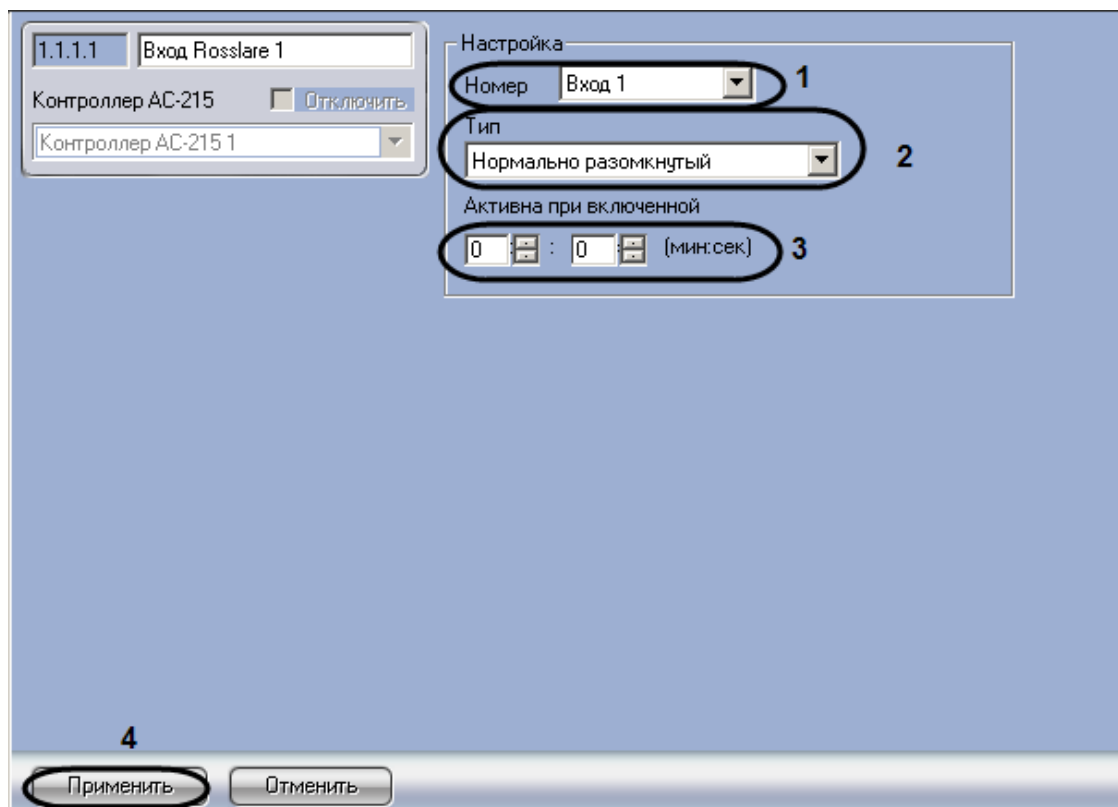 1.1.1.1 Вход Rosslare 1
Контроллер AC-215 Отключить
Контроллер AC-215 1
Настройка
Номер Вход 1 1
Тип
Нормально разомкнутый 2
Активна при включенной
0 : 0 (мин:сек) 3
4
Применить Отменить